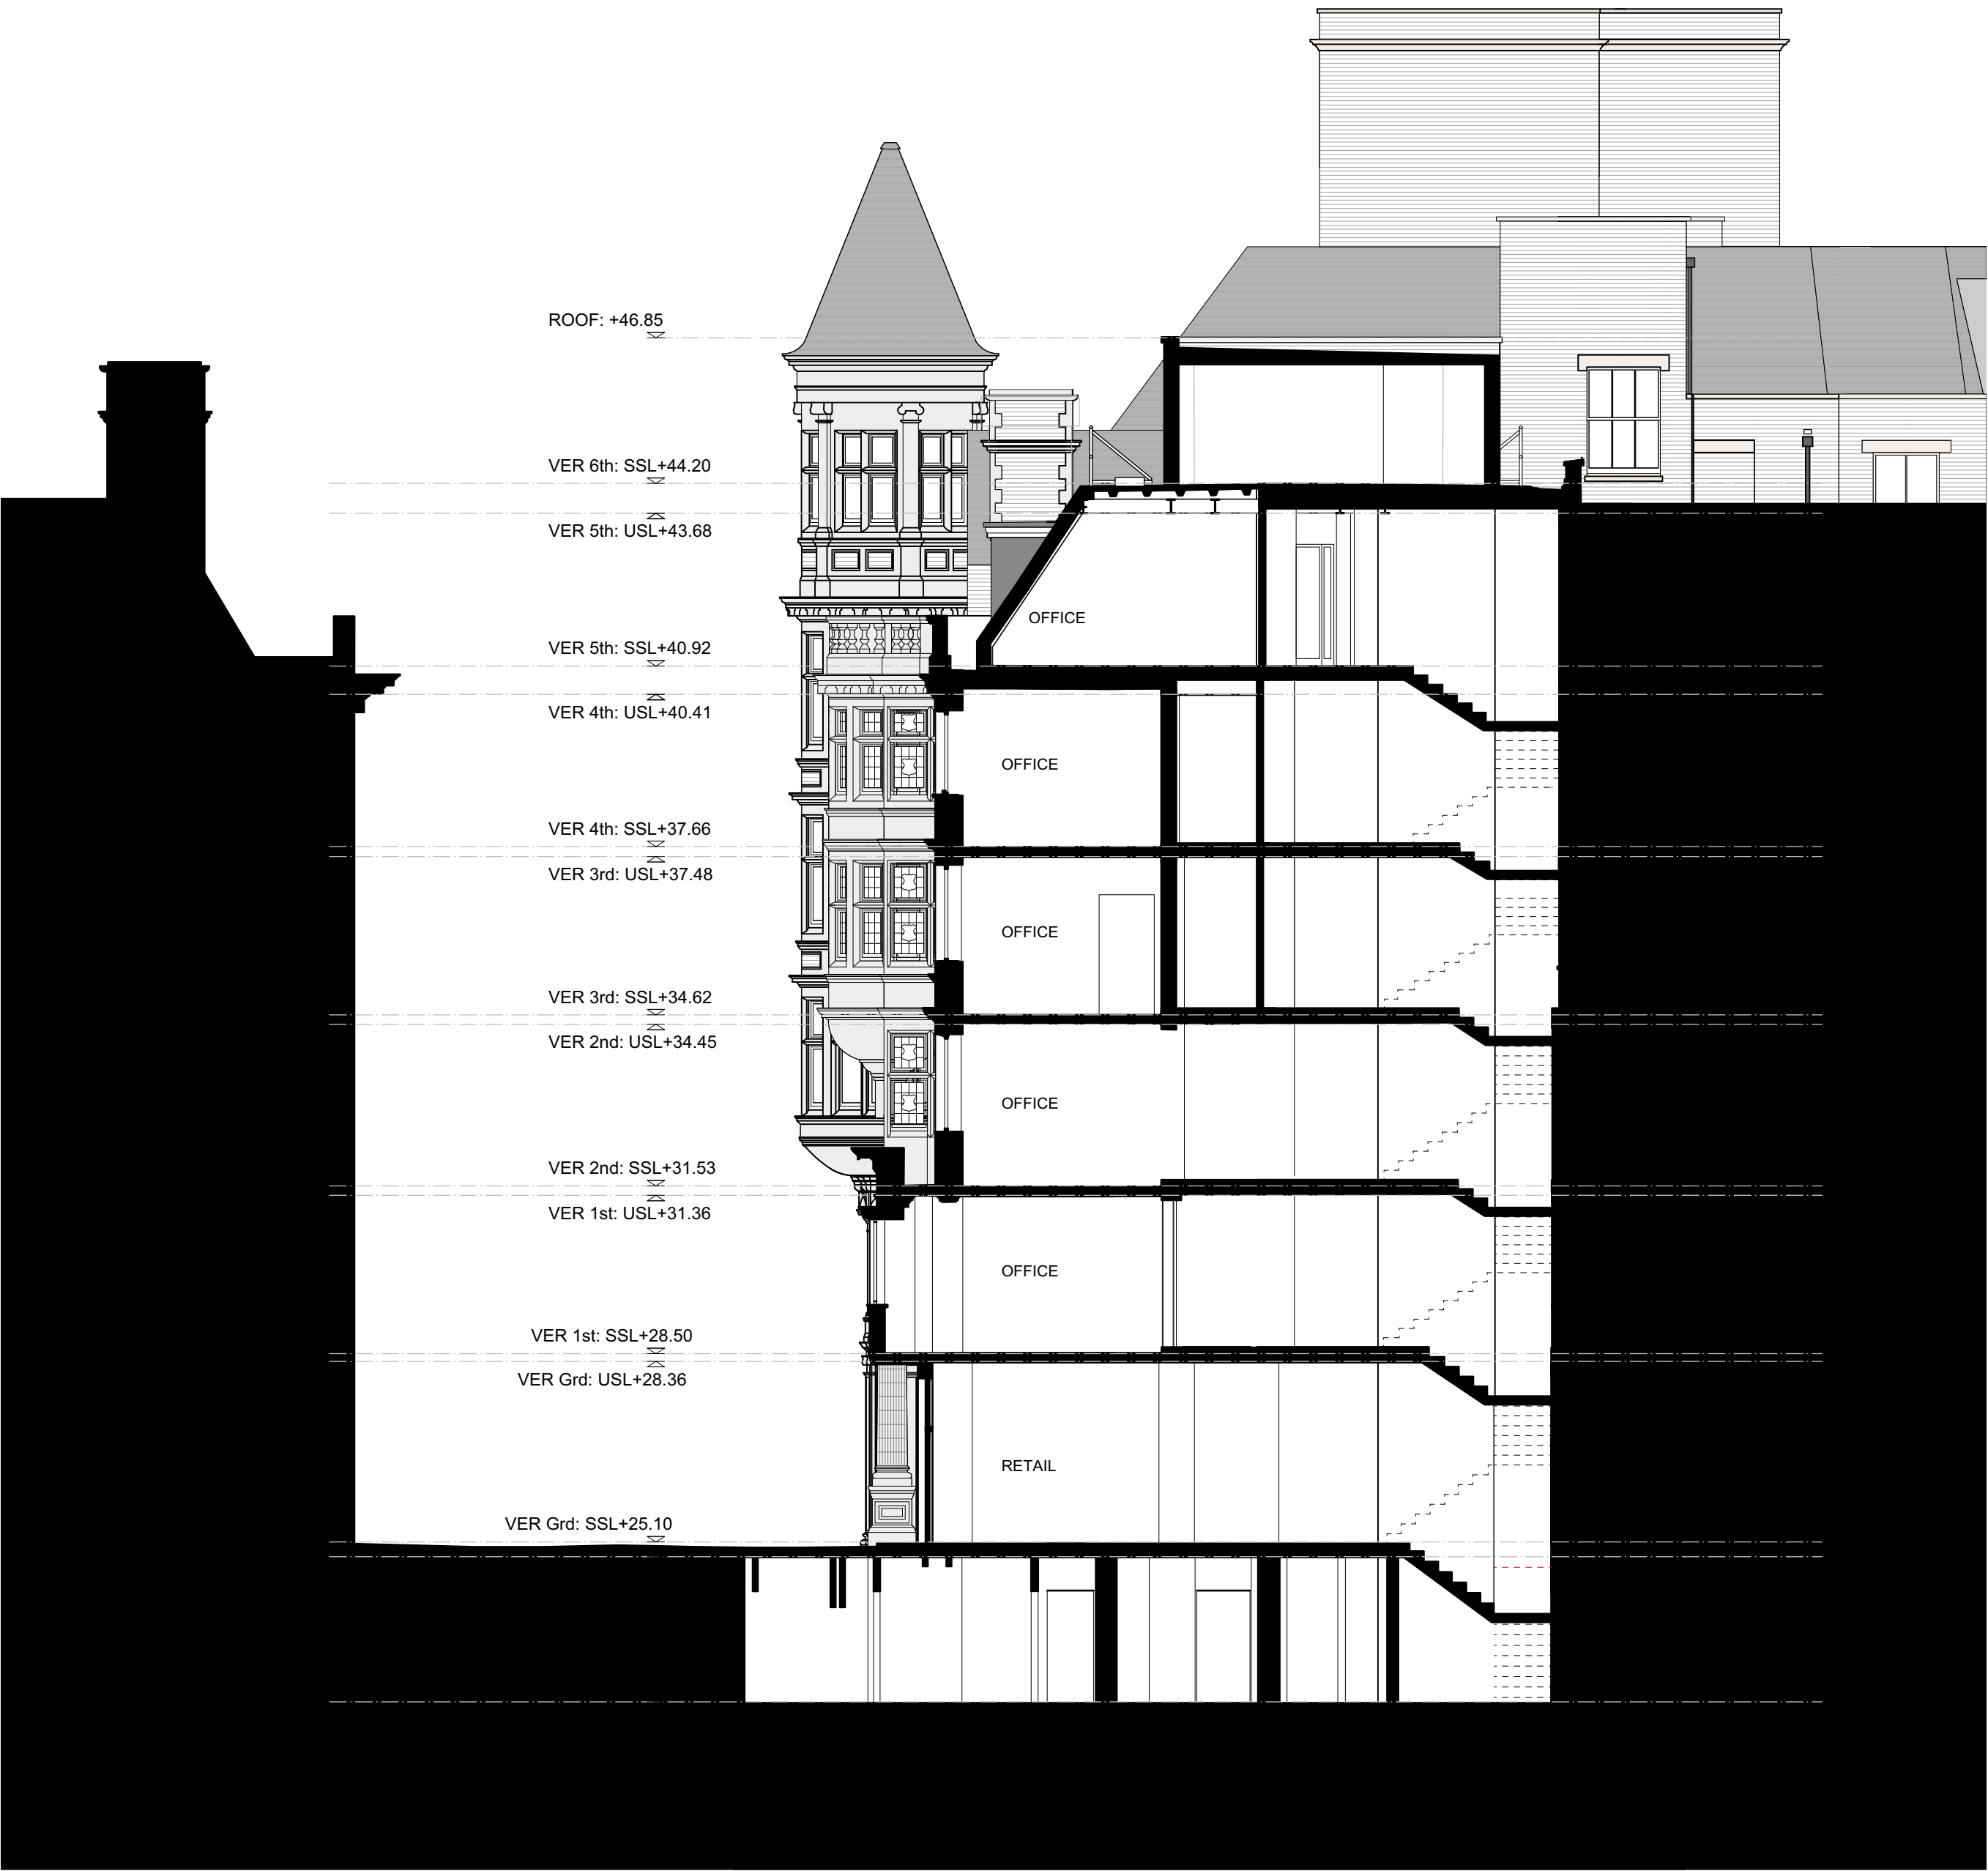 ROOF: +46.85
VER 6th: SSL+44.20
VER 5th: USL+43.68
OFFICE
VER 5th: SSL+40.92
VER 4th: USL+40.41
OFFICE
VER 4th: SSL+37.66
VER 3rd: USL+37.48
OFFICE
VER 3rd: SSL+34.62
VER 2nd: USL+34.45
OFFICE
VER 2nd: SSL+31.53
VER 1st: USL+31.36
OFFICE
VER 1st: SSL+28.50
VER Grd: USL+28.36
RETAIL
VER Grd: SSL+25.10